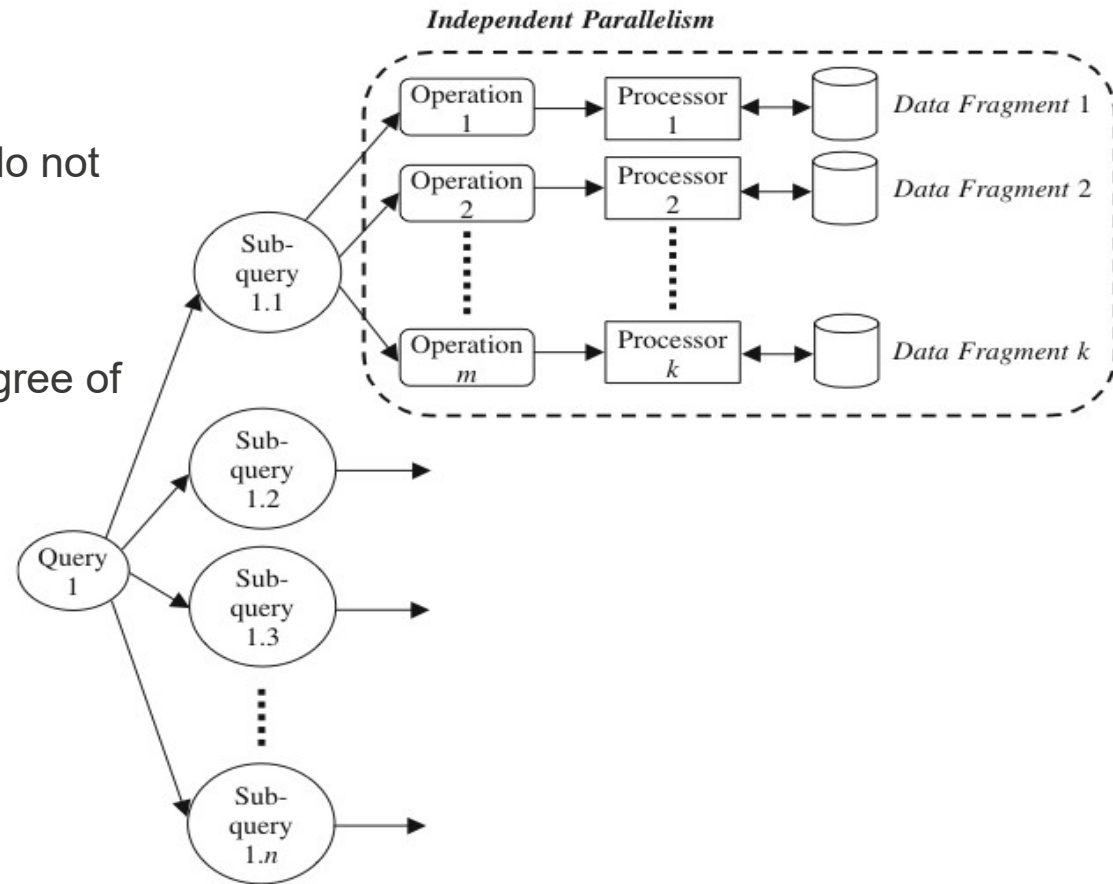 Independent Parallelism
Operation
1
Processor
1
Data Fragment 1
do not
Operation
2
Processor
2
Data Fragment 2
Sub-
query
1.1
Operation
m
Processor
k
Data Fragment k
gree of
Sub-
query
1.2
Query
1
Sub-
query
1.3
Sub-
query
1.n